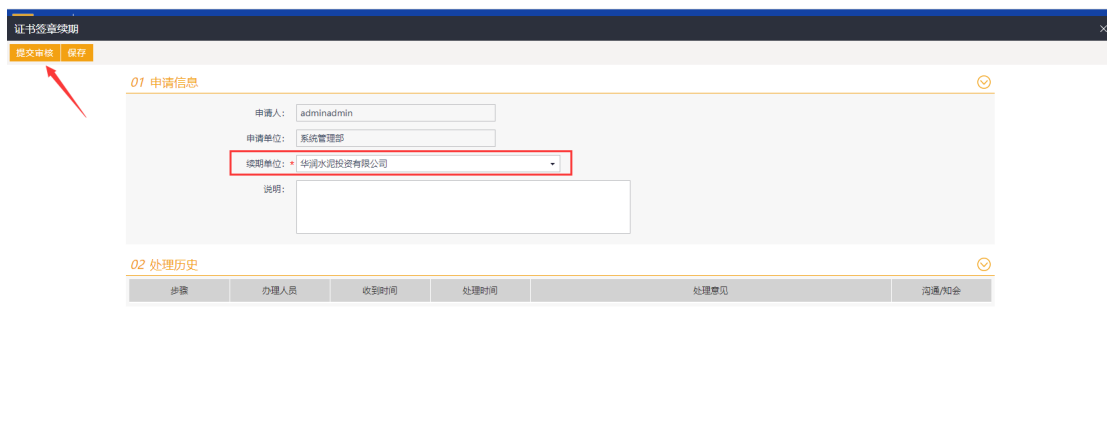 证书签章续期
×
提交审核 保存
01 申请信息
申请人： adminadmin
申请单位： 系统管理部
续期单位：* 华润水泥投资有限公司
说明：
02 处理历史
步骤 办理人员 收到时间 处理时间 处理意见 沟通/知会